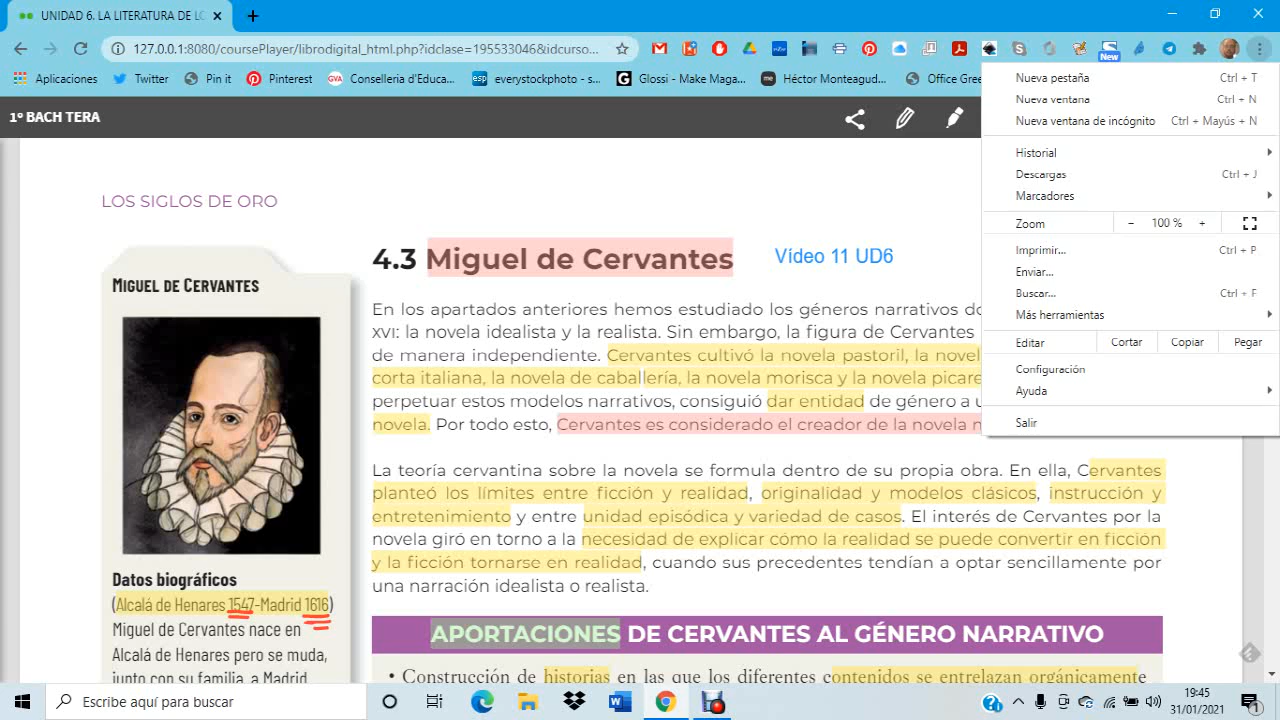 UNIDAD 6. LA LITERATURA DE LO
127.0.0.1:8080/coursePlayer/librodigital_html.php?idclase=195533046&idcurso...
New
Aplicaciones Twitter Pin it Pinterest GVA Conselleria d'Educa... esp everystockphoto - s... G Glossi - Make Maga... me Héctor Monteagud... Office Gree
1º BACH TERA
Nueva pestaña Ctrl + T
Nueva ventana Ctrl + N
Nueva ventana de incógnito Ctrl + Mayús + N
Historial
Descargas Ctrl + J
Marcadores
Zoom − 100 % +
Imprimir... Ctrl + P
Enviar...
Buscar... Ctrl + F
Más herramientas
Editar Cortar Copiar Pegar
Configuración
Ayuda
Salir
LOS SIGLOS DE ORO
MIGUEL DE CERVANTES
Datos biográficos
(Alcalá de Henares 1547-Madrid 1616)
Miguel de Cervantes nace en
Alcalá de Henares pero se muda,
junto con su familia, a Madrid
4.3 Miguel de Cervantes Vídeo 11 UD6
En los apartados anteriores hemos estudiado los géneros narrativos de
XVI: la novela idealista y la realista. Sin embargo, la figura de Cervantes
de manera independiente. Cervantes cultivó la novela pastoril, la novel
corta italiana, la novela de caballería, la novela morisca y la novela picare
perpetuar estos modelos narrativos, consiguió dar entidad de género a u
novela. Por todo esto, Cervantes es considerado el creador de la novela
La teoría cervantina sobre la novela se formula dentro de su propia obra. En ella, Cervantes
planteó los límites entre ficción y realidad, originalidad y modelos clásicos, instrucción y
entretenimiento y entre unidad episódica y variedad de casos. El interés de Cervantes por la
novela giró en torno a la necesidad de explicar cómo la realidad se puede convertir en ficción
y la ficción tornarse en realidad, cuando sus precedentes tendían a optar sencillamente por
una narración idealista o realista.
APORTACIONES DE CERVANTES AL GÉNERO NARRATIVO
• Construcción de historias en las que los diferentes contenidos se entrelazan orgánicamente
Escribe aquí para buscar
19:45
31/01/2021